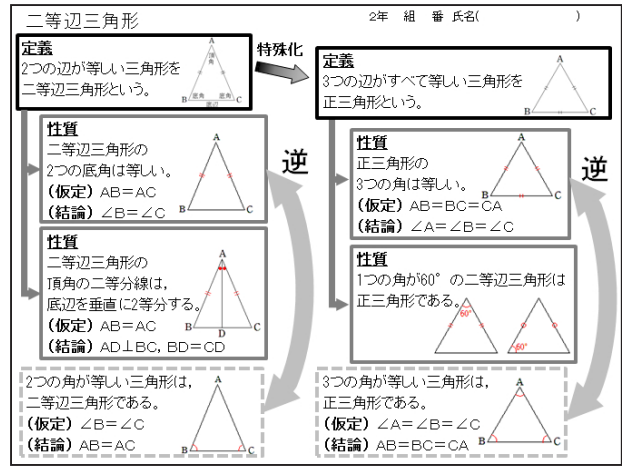 二等辺三角形
2年 組 番 氏名( )
定義
2つの辺が等しい三角形を
二等辺三角形という。
A
頂角
底角 底角
B 底辺 C
特殊化
定義
3つの辺がすべて等しい三角形を
正三角形という。
A
B C
性質
二等辺三角形の
2つの底角は等しい。
(仮定) AB=AC
(結論) ∠B=∠C
A
B C
逆
性質
二等辺三角形の
頂角の二等分線は,
底辺を垂直に2等分する。
(仮定) AB=AC
(結論) AD⊥BC, BD=CD
A
B D C
2つの角が等しい三角形は,
二等辺三角形である。
(仮定) ∠B=∠C
(結論) AB=AC
A
B C
性質
正三角形の
3つの角は等しい。
(仮定) AB=BC=CA
(結論) ∠A=∠B=∠C
A
B C
逆
性質
1つの角が60°の二等辺三角形は
正三角形である。
60°
60°
3つの角が等しい三角形は,
正三角形である。
(仮定) ∠A=∠B=∠C
(結論) AB=BC=CA
A
B C